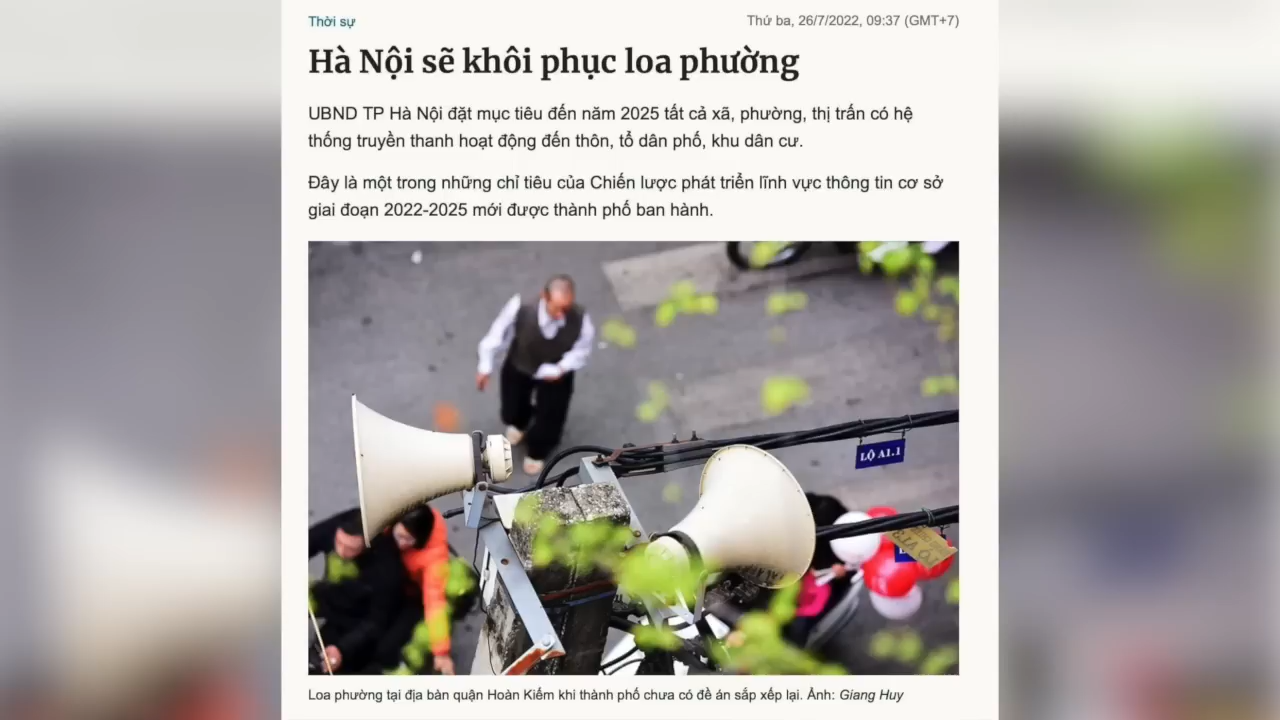 Thời sự
Thứ ba, 26/7/2022, 09:37 (GMT+7)
Hà Nội sẽ khôi phục loa phường
UBND TP Hà Nội đặt mục tiêu đến năm 2025 tất cả xã, phường, thị trấn có hệ
thống truyền thanh hoạt động đến thôn, tổ dân phố, khu dân cư.
Đây là một trong những chỉ tiêu của Chiến lược phát triển lĩnh vực thông tin cơ sở
giai đoạn 2022-2025 mới được thành phố ban hành.
LỘ A1.1
Loa phường tại địa bàn quận Hoàn Kiếm khi thành phố chưa có đề án sắp xếp lại. Ảnh: Giang Huy